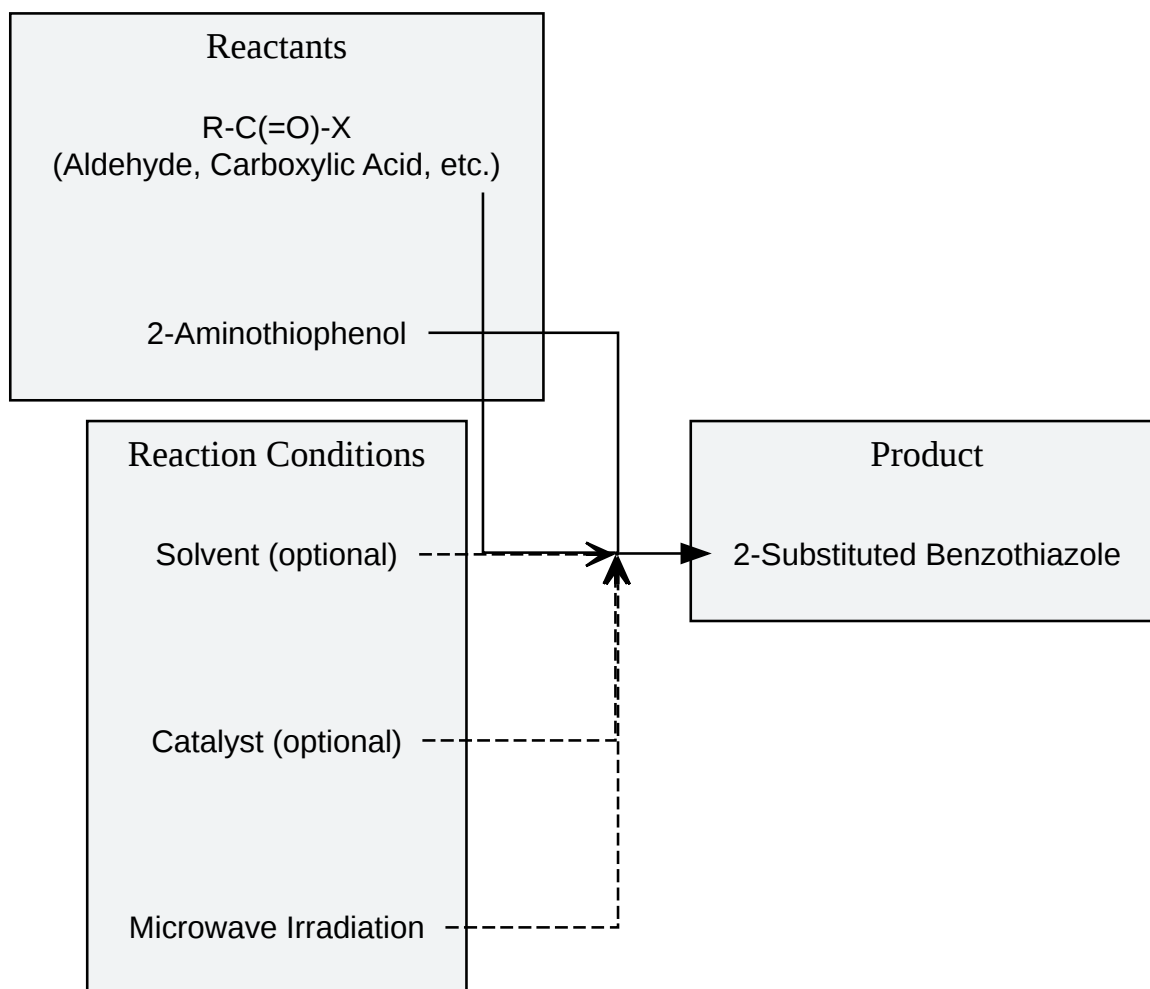 Reactants
R-C(=O)-X
(Aldehyde, Carboxylic Acid, etc.)
2-Aminothiophenol
Reaction Conditions
Solvent (optional)
Catalyst (optional)
Microwave Irradiation
Product
2-Substituted Benzothiazole